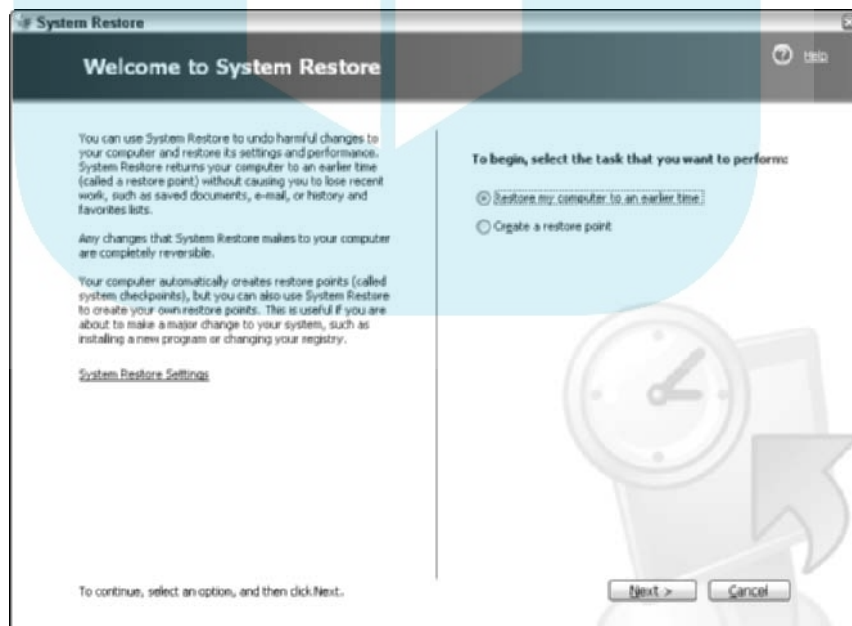 System Restore
Welcome to System Restore
Help
You can use System Restore to undo harmful changes to
your computer and restore its settings and performance.
System Restore returns your computer to an earlier time
(called a restore point) without causing you to lose recent
work, such as saved documents, e-mail, or history and
favorites lists.
Any changes that System Restore makes to your computer
are completely reversible.
Your computer automatically creates restore points (called
system checkpoints), but you can also use System Restore
to create your own restore points. This is useful if you are
about to make a major change to your system, such as
installing a new program or changing your registry.
System Restore Settings
To begin, select the task that you want to perform:
Restore my computer to an earlier time
Create a restore point
To continue, select an option, and then click Next.
Next >
Cancel